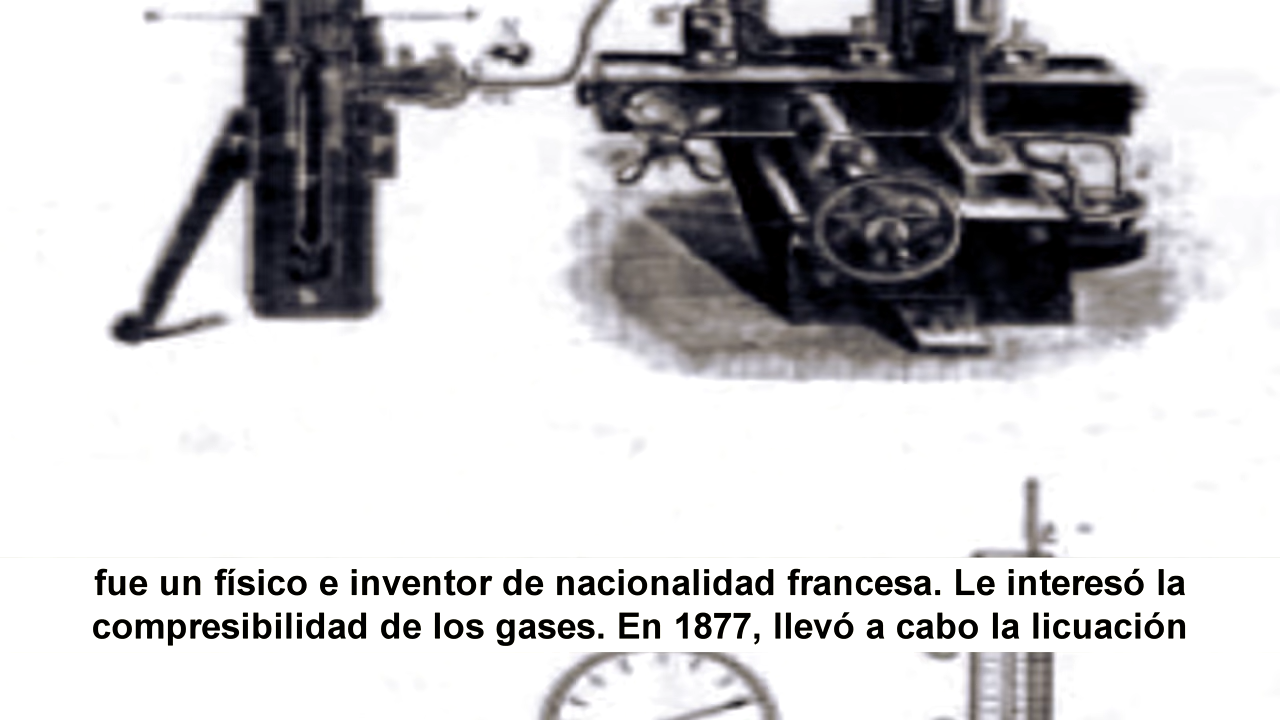 fue un físico e inventor de nacionalidad francesa. Le interesó la
compresibilidad de los gases. En 1877, llevó a cabo la licuación